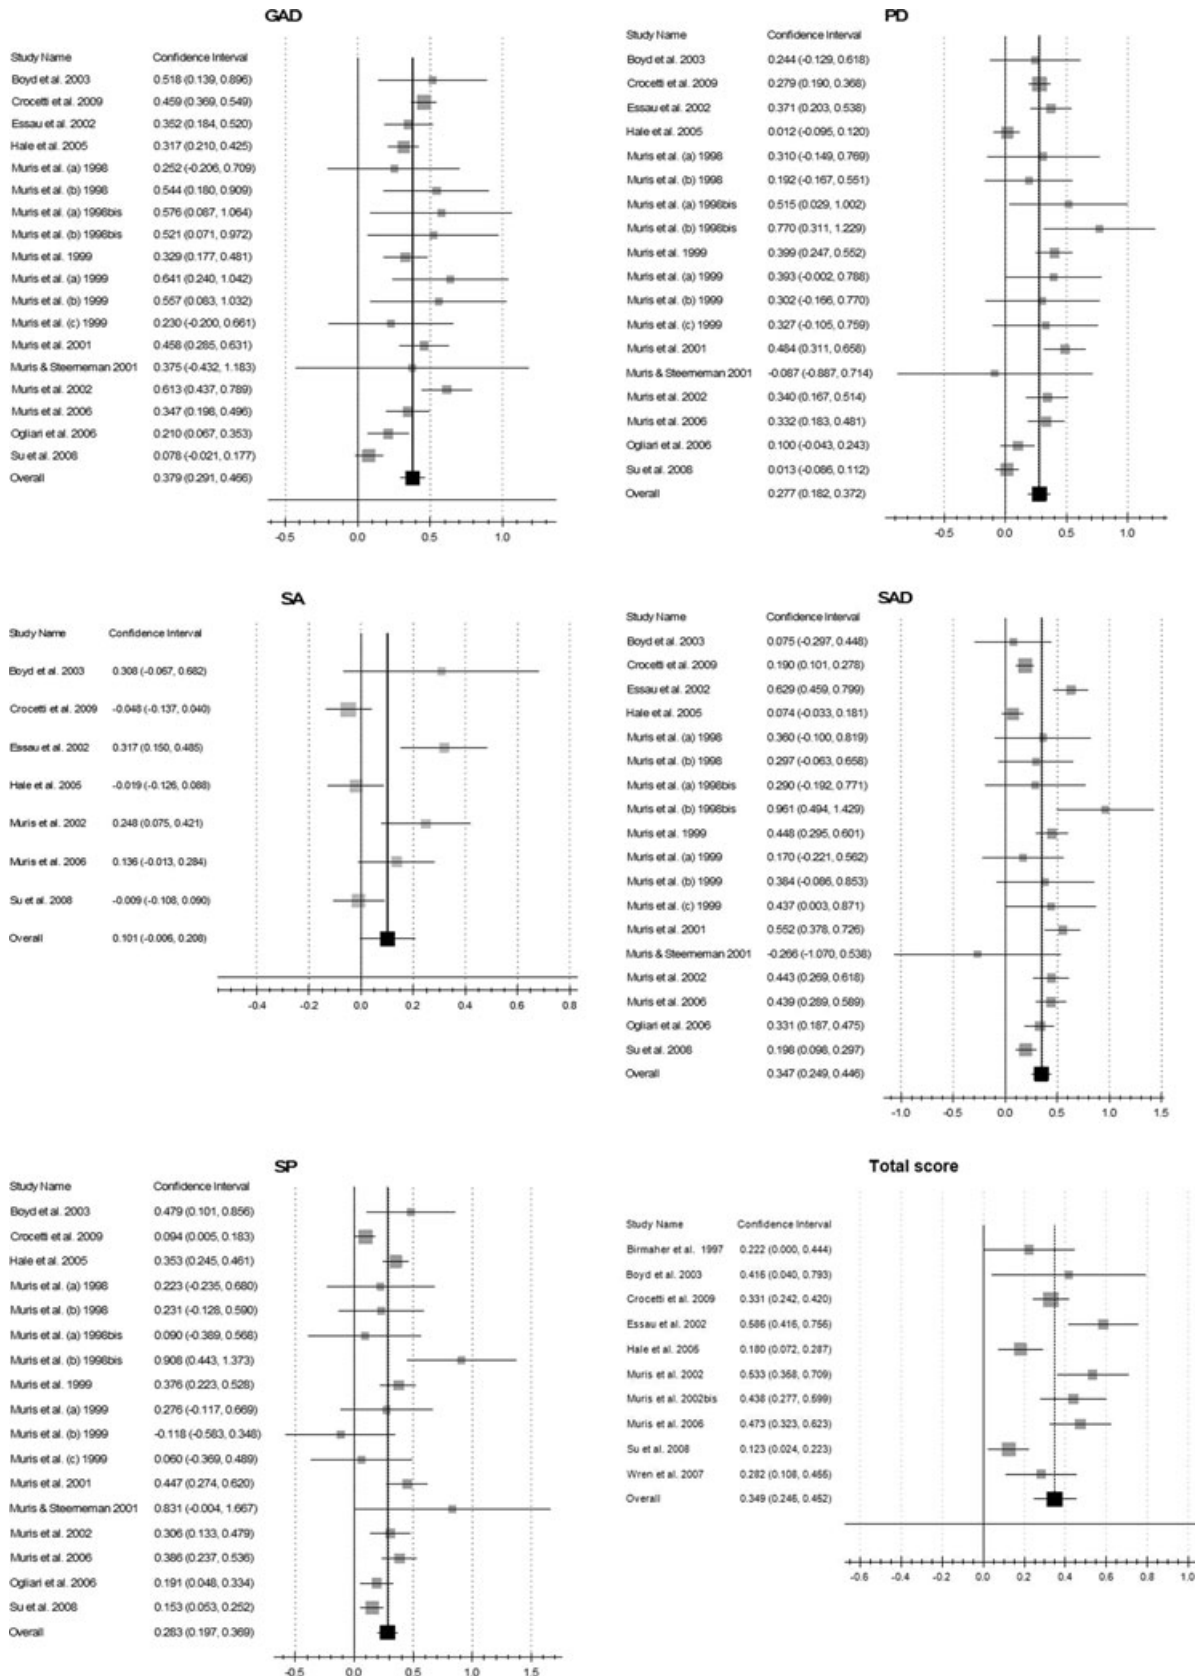 GAD
Study Name Confidence Interval
Boyd et al. 2003 0.518 (0.139, 0.896)
Crocetti et al. 2009 0.459 (0.369, 0.549)
Essau et al. 2002 0.352 (0.184, 0.520)
Hale et al. 2005 0.317 (0.210, 0.425)
Muris et al. (a) 1998 0.252 (-0.206, 0.709)
Muris et al. (b) 1998 0.544 (0.180, 0.909)
Muris et al. (a) 1998bis 0.576 (0.087, 1.064)
Muris et al. (b) 1998bis 0.521 (0.071, 0.972)
Muris et al. 1999 0.329 (0.177, 0.481)
Muris et al. (a) 1999 0.641 (0.240, 1.042)
Muris et al. (b) 1999 0.557 (0.083, 1.032)
Muris et al. (c) 1999 0.230 (-0.200, 0.661)
Muris et al. 2001 0.458 (0.285, 0.631)
Muris & Steerneman 2001 0.375 (-0.432, 1.183)
Muris et al. 2002 0.613 (0.437, 0.789)
Muris et al. 2006 0.347 (0.198, 0.496)
Ogliari et al. 2006 0.210 (0.067, 0.353)
Su et al. 2008 0.078 (-0.021, 0.177)
Overall 0.379 (0.291, 0.466)
-0.5 0.0 0.5 1.0
PD
Study Name Confidence Interval
Boyd et al. 2003 0.244 (-0.129, 0.618)
Crocetti et al. 2009 0.279 (0.190, 0.368)
Essau et al. 2002 0.371 (0.203, 0.538)
Hale et al. 2005 0.012 (-0.095, 0.120)
Muris et al. (a) 1998 0.310 (-0.149, 0.769)
Muris et al. (b) 1998 0.192 (-0.167, 0.551)
Muris et al. (a) 1998bis 0.515 (0.029, 1.002)
Muris et al. (b) 1998bis 0.770 (0.311, 1.229)
Muris et al. 1999 0.399 (0.247, 0.552)
Muris et al. (a) 1999 0.393 (-0.002, 0.788)
Muris et al. (b) 1999 0.302 (-0.166, 0.770)
Muris et al. (c) 1999 0.327 (-0.105, 0.759)
Muris et al. 2001 0.484 (0.311, 0.658)
Muris & Steerneman 2001 -0.087 (-0.887, 0.714)
Muris et al. 2002 0.340 (0.167, 0.514)
Muris et al. 2006 0.332 (0.183, 0.481)
Ogliari et al. 2006 0.100 (-0.043, 0.243)
Su et al. 2008 0.013 (-0.086, 0.112)
Overall 0.277 (0.182, 0.372)
-0.5 0.0 0.5 1.0
SA
Study Name Confidence Interval
Boyd et al. 2003 0.308 (-0.067, 0.682)
Crocetti et al. 2009 -0.048 (-0.137, 0.040)
Essau et al. 2002 0.317 (0.150, 0.485)
Hale et al. 2005 -0.019 (-0.126, 0.088)
Muris et al. 2002 0.248 (0.075, 0.421)
Muris et al. 2006 0.136 (-0.013, 0.284)
Su et al. 2008 -0.009 (-0.108, 0.090)
Overall 0.101 (-0.006, 0.208)
-0.4 -0.2 0.0 0.2 0.4 0.6 0.8
SAD
Study Name Confidence Interval
Boyd et al. 2003 0.075 (-0.297, 0.448)
Crocetti et al. 2009 0.190 (0.101, 0.278)
Essau et al. 2002 0.629 (0.459, 0.799)
Hale et al. 2005 0.074 (-0.033, 0.181)
Muris et al. (a) 1998 0.360 (-0.100, 0.819)
Muris et al. (b) 1998 0.297 (-0.063, 0.658)
Muris et al. (a) 1998bis 0.290 (-0.192, 0.771)
Muris et al. (b) 1998bis 0.961 (0.494, 1.429)
Muris et al. 1999 0.448 (0.295, 0.601)
Muris et al. (a) 1999 0.170 (-0.221, 0.562)
Muris et al. (b) 1999 0.384 (-0.086, 0.853)
Muris et al. (c) 1999 0.437 (0.003, 0.871)
Muris et al. 2001 0.552 (0.378, 0.726)
Muris & Steerneman 2001 -0.266 (-1.070, 0.538)
Muris et al. 2002 0.443 (0.269, 0.618)
Muris et al. 2006 0.439 (0.289, 0.589)
Ogliari et al. 2006 0.331 (0.187, 0.475)
Su et al. 2008 0.198 (0.098, 0.297)
Overall 0.347 (0.249, 0.446)
-1.0 -0.5 0.0 0.5 1.0 1.5
SP
Study Name Confidence Interval
Boyd et al. 2003 0.479 (0.101, 0.856)
Crocetti et al. 2009 0.094 (0.005, 0.183)
Hale et al. 2005 0.353 (0.245, 0.461)
Muris et al. (a) 1998 0.223 (-0.235, 0.680)
Muris et al. (b) 1998 0.231 (-0.128, 0.590)
Muris et al. (a) 1998bis 0.090 (-0.389, 0.568)
Muris et al. (b) 1998bis 0.908 (0.443, 1.373)
Muris et al. 1999 0.376 (0.223, 0.528)
Muris et al. (a) 1999 0.276 (-0.117, 0.669)
Muris et al. (b) 1999 -0.118 (-0.583, 0.348)
Muris et al. (c) 1999 0.060 (-0.369, 0.489)
Muris et al. 2001 0.447 (0.274, 0.620)
Muris & Steerneman 2001 0.831 (-0.004, 1.667)
Muris et al. 2002 0.306 (0.133, 0.479)
Muris et al. 2006 0.386 (0.237, 0.536)
Ogliari et al. 2006 0.191 (0.048, 0.334)
Su et al. 2008 0.153 (0.053, 0.252)
Overall 0.283 (0.197, 0.369)
-0.5 0.0 0.5 1.0 1.5
Total score
Study Name Confidence Interval
Birmaher et al. 1997 0.222 (0.000, 0.444)
Boyd et al. 2003 0.416 (0.040, 0.793)
Crocetti et al. 2009 0.331 (0.242, 0.420)
Essau et al. 2002 0.586 (0.416, 0.756)
Hale et al. 2005 0.180 (0.072, 0.287)
Muris et al. 2002 0.533 (0.358, 0.709)
Muris et al. 2002bis 0.438 (0.277, 0.599)
Muris et al. 2006 0.473 (0.323, 0.623)
Su et al. 2008 0.123 (0.024, 0.223)
Wren et al. 2007 0.282 (0.108, 0.455)
Overall 0.349 (0.246, 0.452)
-0.6 -0.4 -0.2 0.0 0.2 0.4 0.6 0.8 1.0